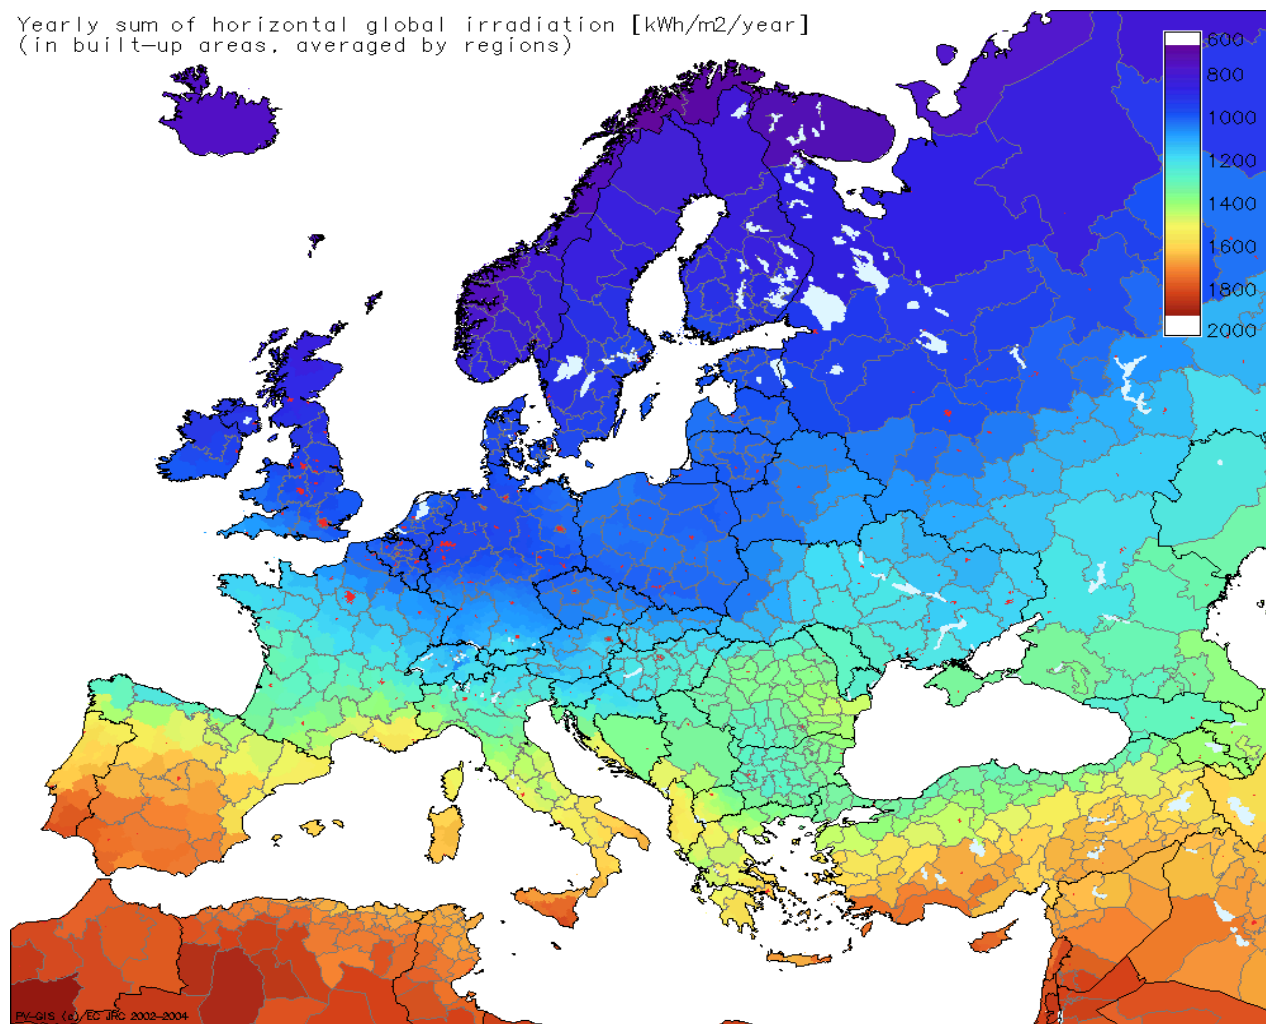 Yearly sum of horizontal global irradiation [kWh/m2/year]
(in built-up areas, averaged by regions)
600
800
1000
1200
1400
1600
1800
2000
PV-GIS (c) EC JRC 2002-2004